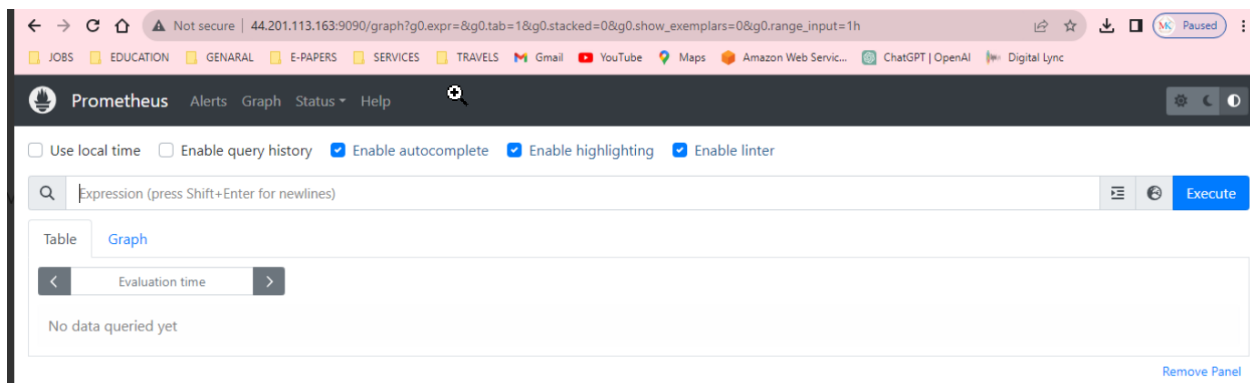 Not secure | 44.201.113.163:9090/graph?g0.expr=&g0.tab=1&g0.stacked=0&g0.show_exemplars=0&g0.range_input=1h MK Paused
JOBS EDUCATION GENARAL E-PAPERS SERVICES TRAVELS Gmail YouTube Maps Amazon Web Servic... ChatGPT | OpenAI Digital Lync
Prometheus Alerts Graph Status Help
Use local time Enable query history Enable autocomplete Enable highlighting Enable linter
Expression (press Shift+Enter for newlines) Execute
Table Graph
Evaluation time
No data queried yet
Remove Panel